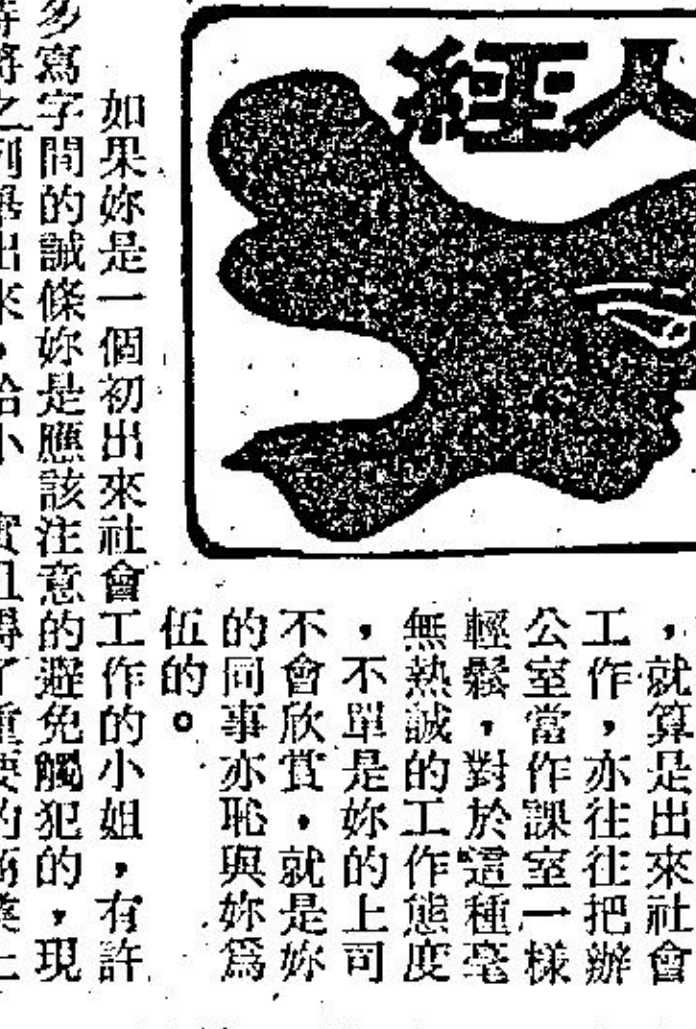 人經
，就算是出來社會
工作，亦往往把辦
公室當作課室一樣
輕鬆，對於這種毫
無熱誠的工作態度
，不單是妳的上司
不會欣賞，就是妳
的同事亦恥與妳爲
伍的。
如果妳是一個初出來社會工作的小姐，有許
多寫字間的誡條妳是應該注意的避免觸犯的，現
將之列舉出來，給小